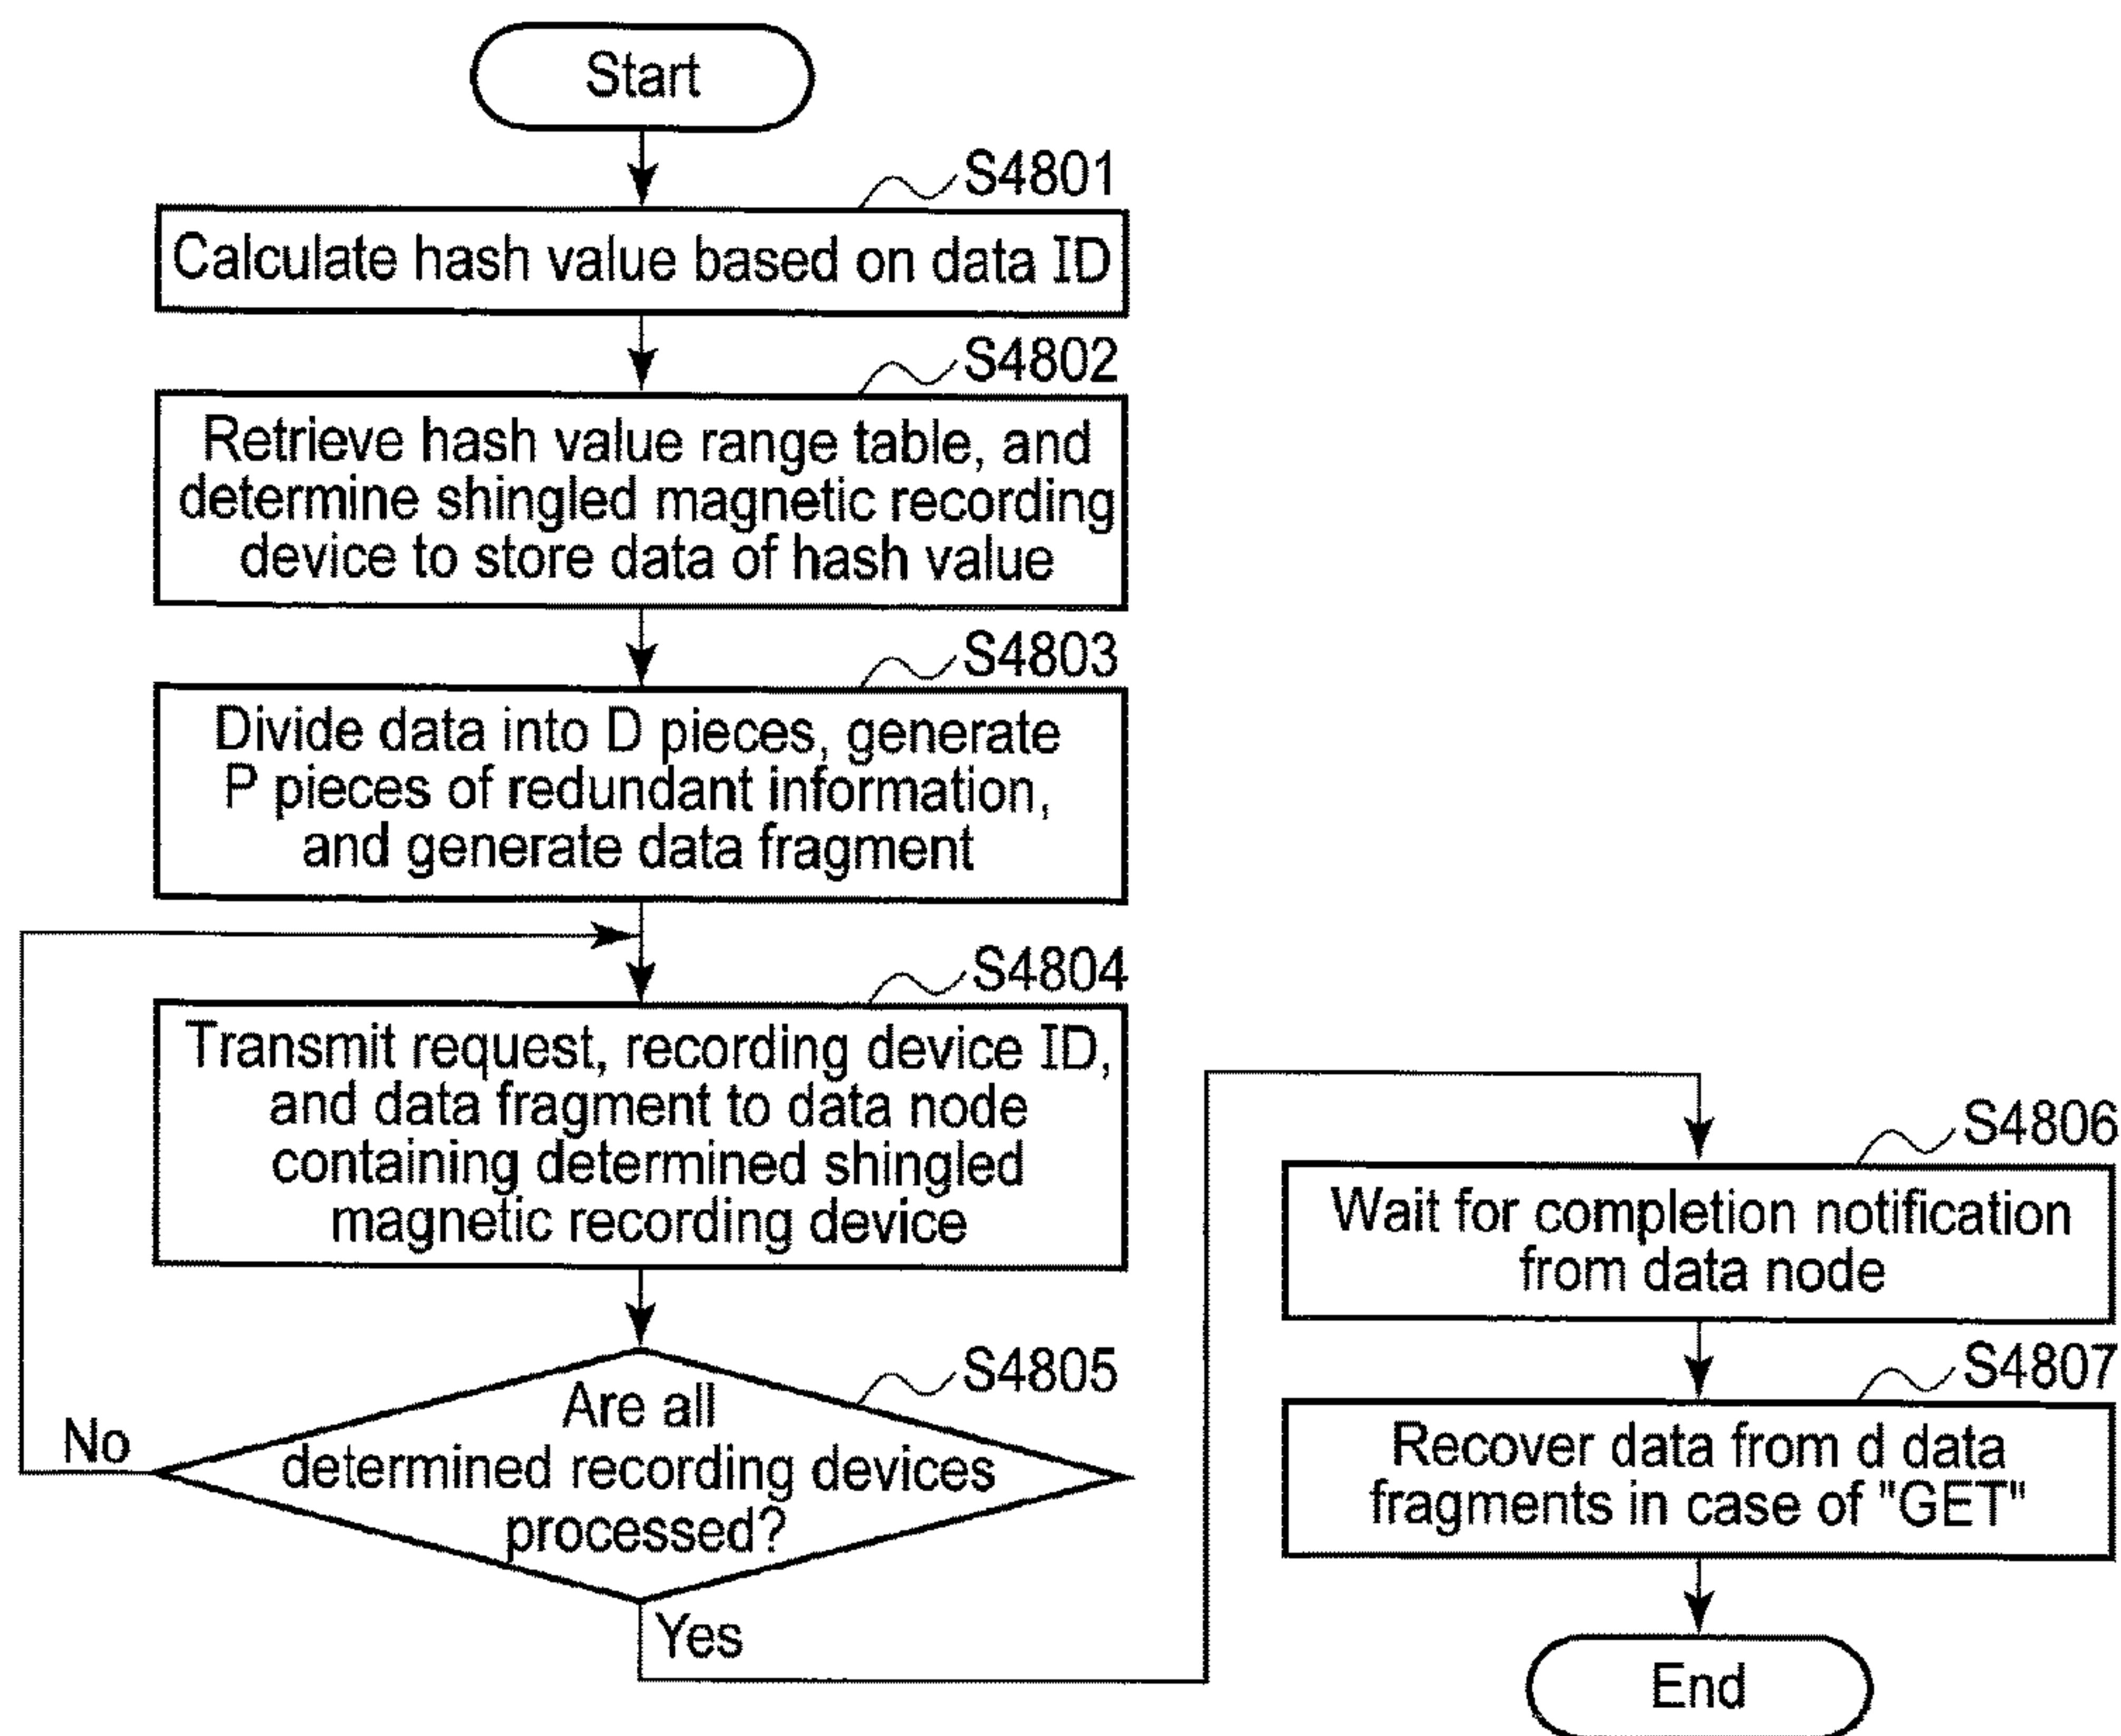 Start
S4801
Calculate hash value based on data ID
S4802
Retrieve hash value range table, and
determine shingled magnetic recording
device to store data of hash value
S4803
Divide data into D pieces, generate
P pieces of redundant information,
and generate data fragment
S4804
Transmit request, recording device ID,
and data fragment to data node
containing determined shingled
magnetic recording device
S4805
Are all
determined recording devices
processed?
No
Yes
S4806
Wait for completion notification
from data node
S4807
Recover data from d data
fragments in case of "GET"
End